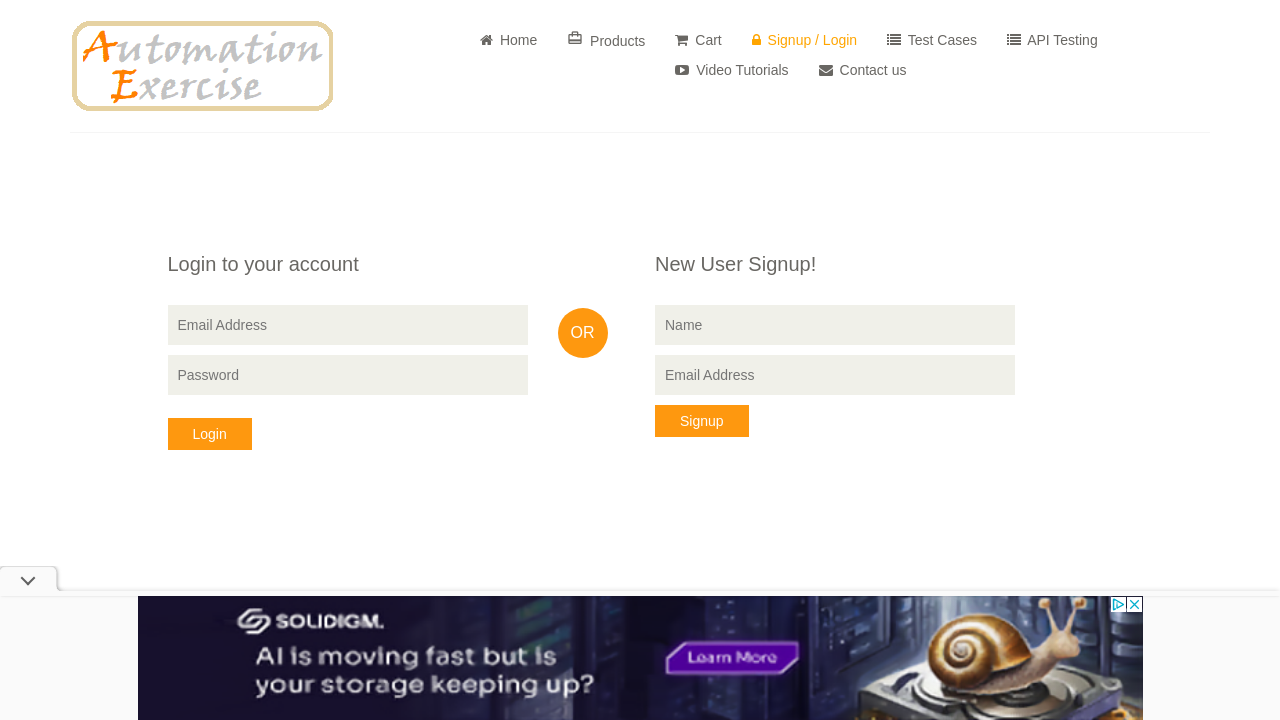 Automation
Exercise
Home
Products
Cart
Signup / Login
Test Cases
API Testing
Video Tutorials
Contact us
Login to your account
Email Address
Password
Login
OR
New User Signup!
Name
Email Address
Signup
SOLIDIGM.
AI is moving fast but is
your storage keeping up?
Learn More